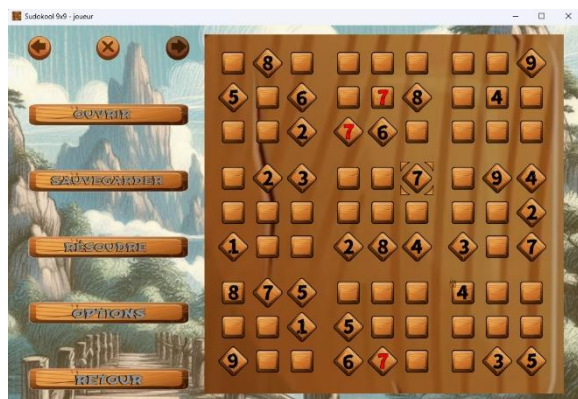 Sudokool 9x9 - joueur
8 9
5 6 7 8 4
2 7 6
OUVRIR
2 3 7 9 4
SAUVEGARDER
2
RÉSOUDRE
1 2 8 4 3 7
8 7 5 4
OPTIONS
1 5
9 6 7 3 5
RETOUR